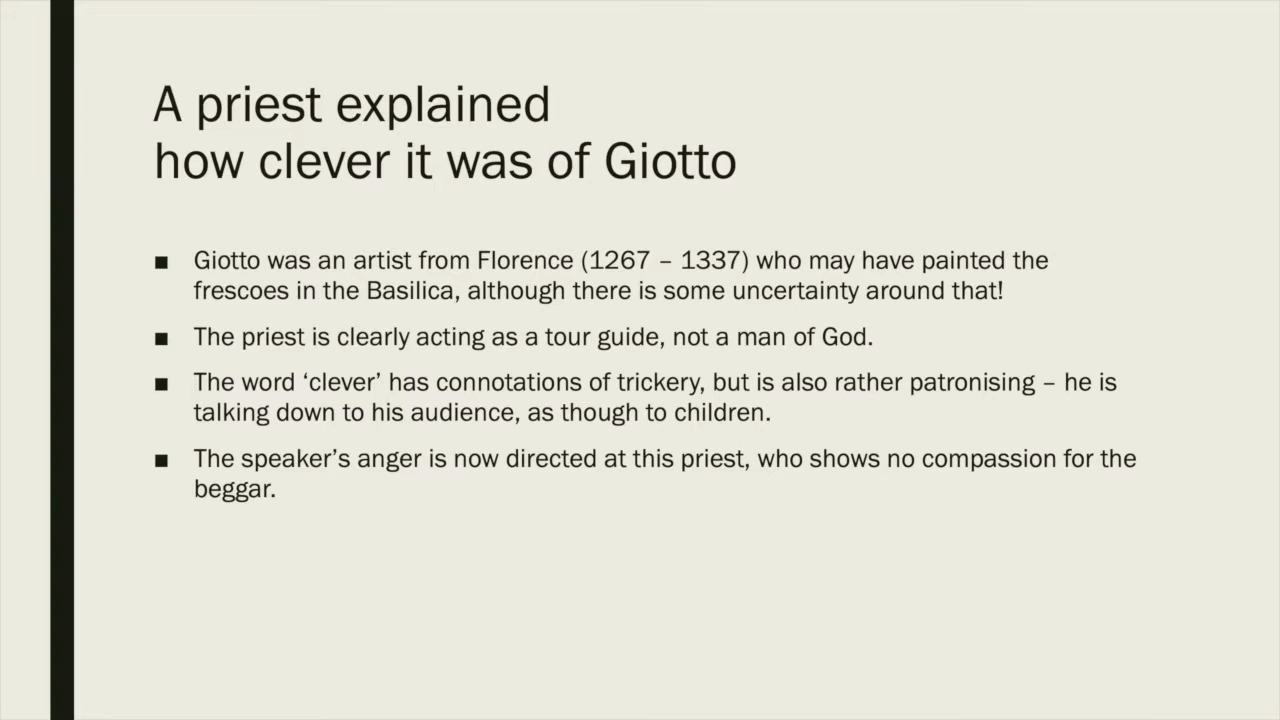 A priest explained
how clever it was of Giotto
■ Giotto was an artist from Florence (1267 – 1337) who may have painted the
frescoes in the Basilica, although there is some uncertainty around that!
■ The priest is clearly acting as a tour guide, not a man of God.
■ The word ‘clever’ has connotations of trickery, but is also rather patronising – he is
talking down to his audience, as though to children.
■ The speaker’s anger is now directed at this priest, who shows no compassion for the
beggar.